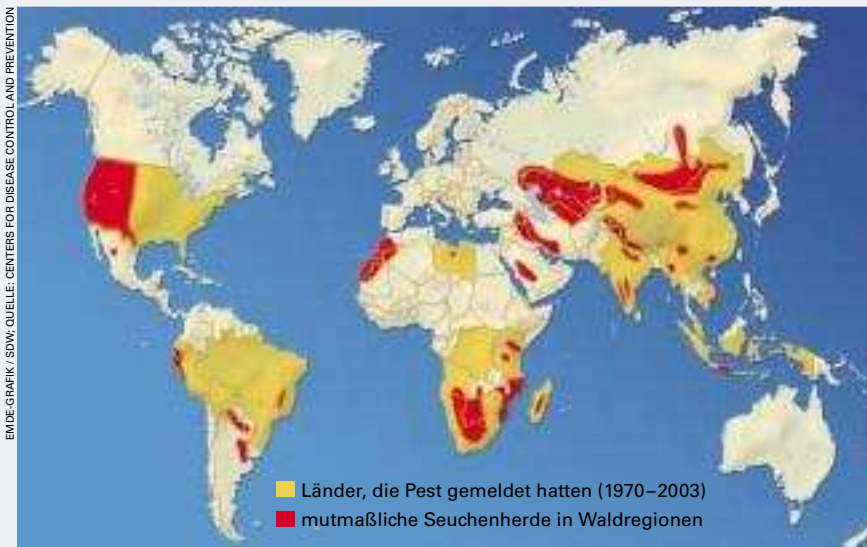 EMDE-GRAFIK / SDW, QUELLE: CENTERS FOR DISEASE CONTROL AND PREVENTION
Länder, die Pest gemeldet hatten (1970–2003)
mutmaßliche Seuchenherde in Waldregionen